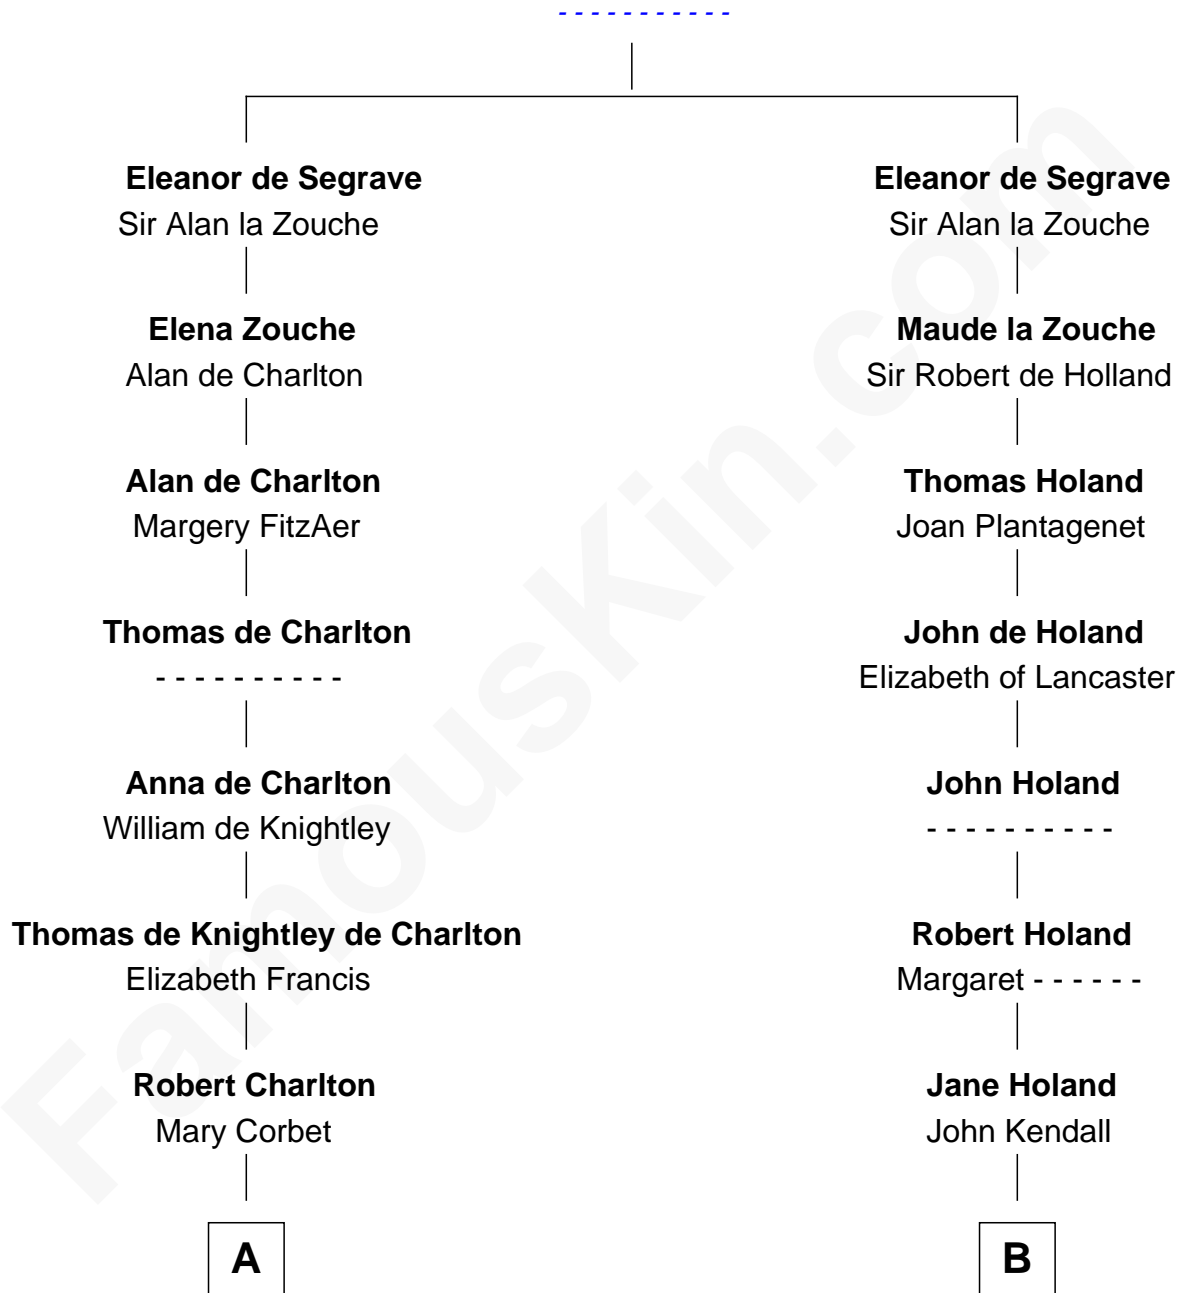 - - - - - - - - - - -
Eleanor de Segrave
Sir Alan la Zouche
Eleanor de Segrave
Sir Alan la Zouche
Elena Zouche
Alan de Charlton
Maude la Zouche
Sir Robert de Holland
Alan de Charlton
Margery FitzAer
Thomas Holand
Joan Plantagenet
Thomas de Charlton
- - - - - - - - - -
John de Holand
Elizabeth of Lancaster
Anna de Charlton
William de Knightley
John Holand
- - - - - - - - - -
Thomas de Knightley de Charlton
Elizabeth Francis
Robert Holand
Margaret - - - - - -
Robert Charlton
Mary Corbet
Jane Holand
John Kendall
A
B
FamousKin.com